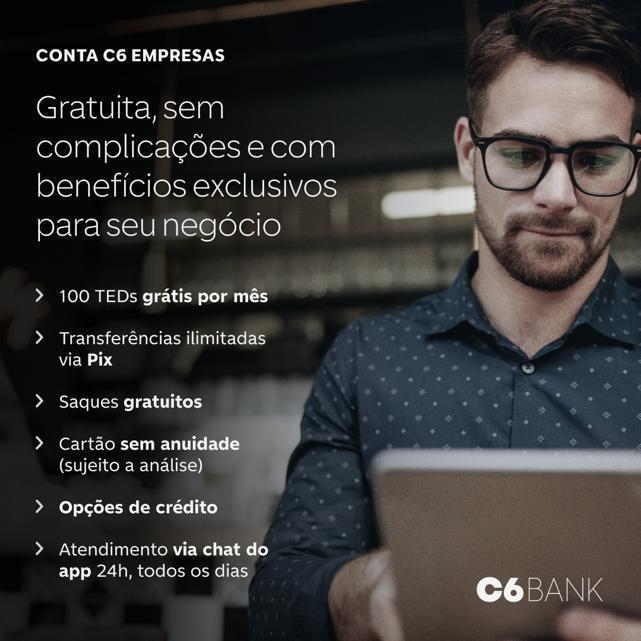 CONTA C6 EMPRESAS
Gratuita, sem
complicações e com
benefícios exclusivos
para seu negócio
100 TEDs grátis por mês
Transferências ilimitadas
via Pix
Saques gratuitos
Cartão sem anuidade
(sujeito a análise)
Opções de crédito
Atendimento via chat do
app 24h, todos os dias
C6BANK